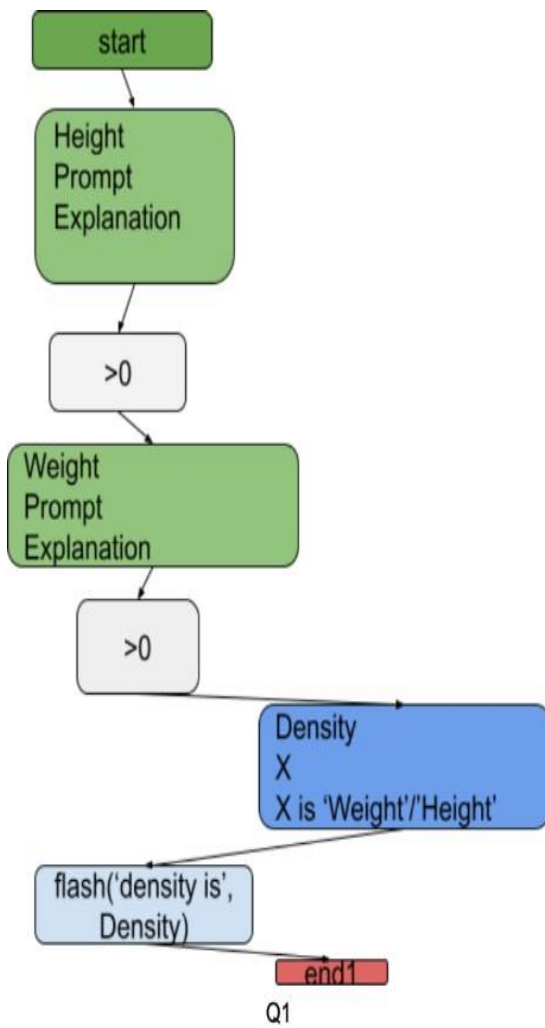 start
Height
Prompt
Explanation
>0
Weight
Prompt
Explanation
>0
Density
X
X is ‘Weight’/’Height’
flash(‘density is’,
Density)
end1
Q1